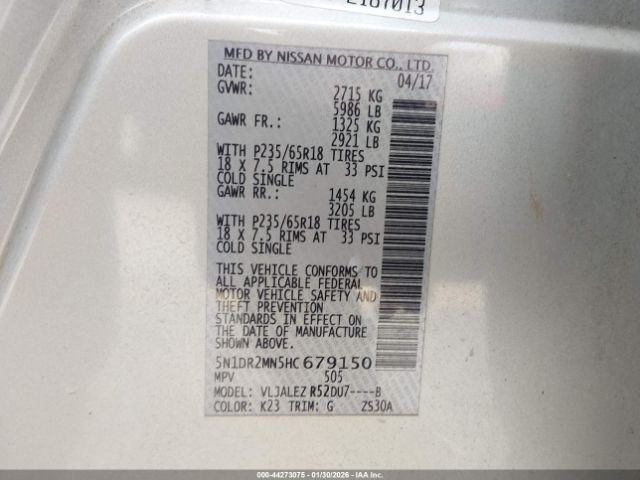 2187013
MFD BY NISSAN MOTOR CO., LTD.
DATE: 04/17
GVWR: 2715 KG
5986 LB
GAWR FR.: 1325 KG
2921 LB
WITH P235/65R18 TIRES
18 X 7.5 RIMS AT 33 PSI
COLD SINGLE
GAWR RR.: 1454 KG
3205 LB
WITH P235/65R18 TIRES
18 X 7.5 RIMS AT 33 PSI
COLD SINGLE
THIS VEHICLE CONFORMS TO
ALL APPLICABLE FEDERAL
MOTOR VEHICLE SAFETY AND
THEFT PREVENTION
STANDARDS IN EFFECT ON
THE DATE OF MANUFACTURE
SHOWN ABOVE.
5N1DR2MN5HC679150
MPV 505
MODEL: VLJALEZ R52DU7----B
COLOR: K23 TRIM: G ZS30A
000-44273075 - 01/30/2026 - IAAI.COM